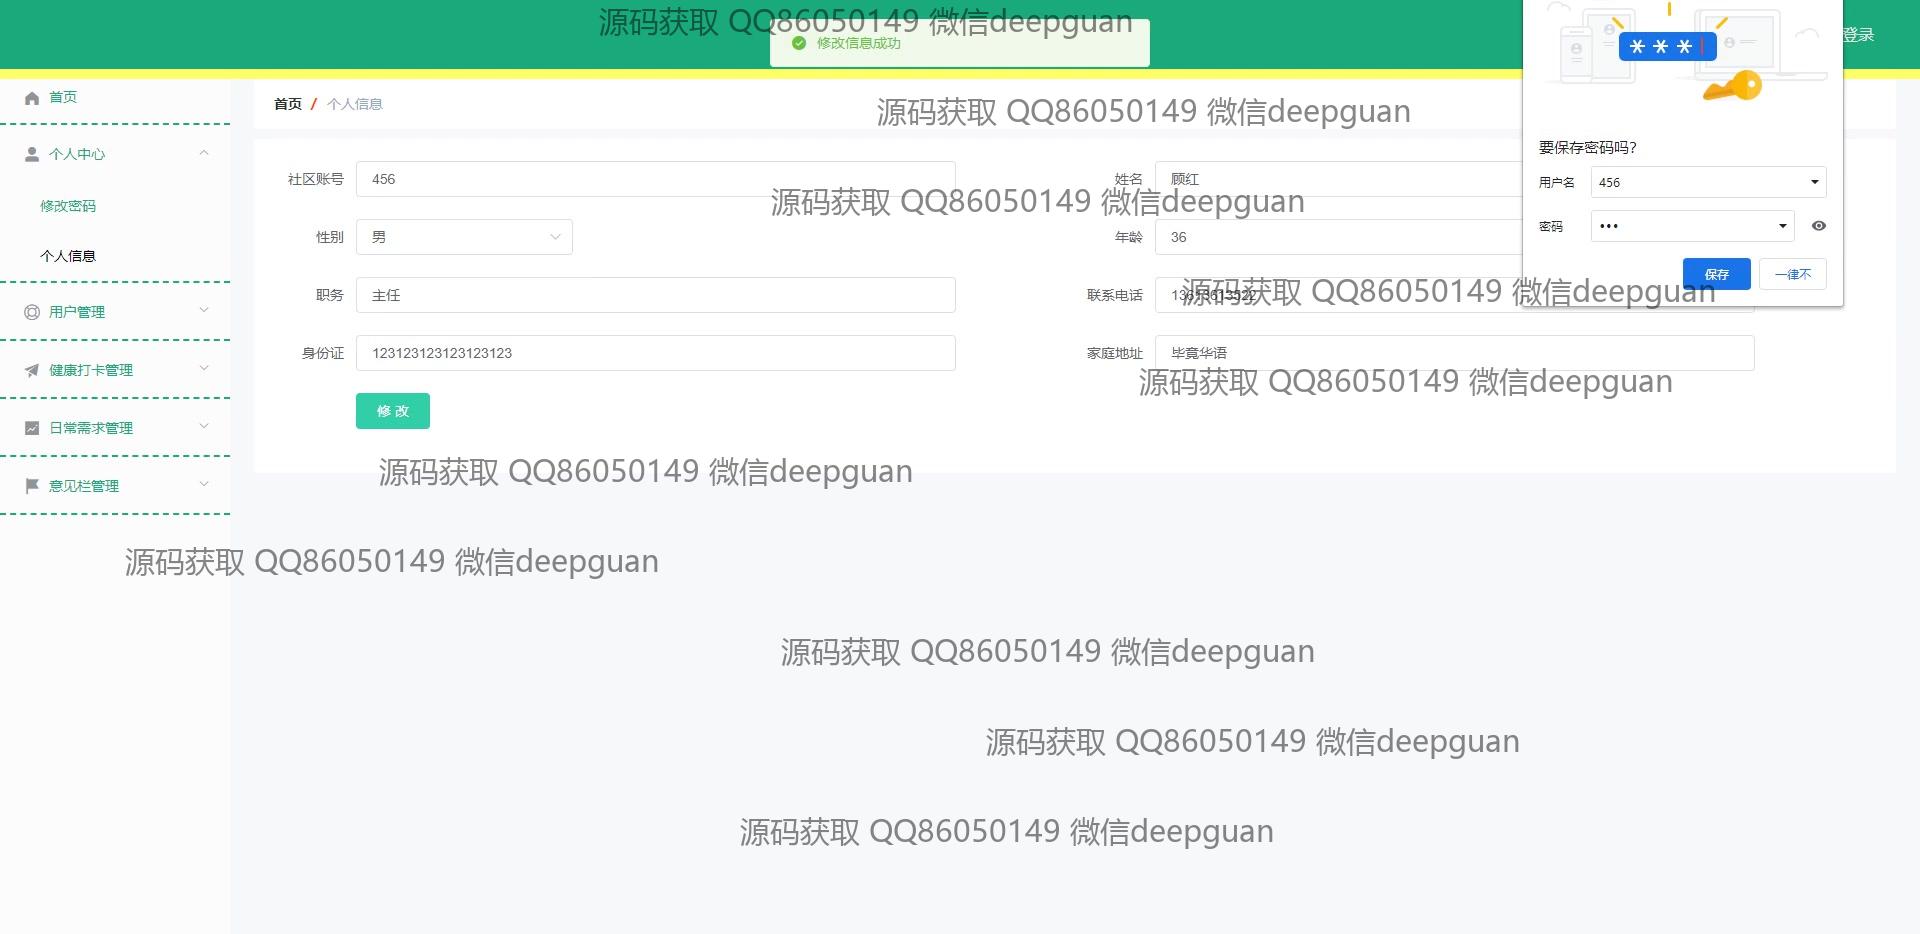 源码获取 QQ86050149 微信deepguan
修改信息成功
登录
首页
首页 / 个人信息
源码获取 QQ86050149 微信deepguan
个人中心
修改密码
个人信息
用户管理
健康打卡管理
日常需求管理
意见栏管理
社区账号 456
姓名 顾红
源码获取 QQ86050149 微信deepguan
性别 男
年龄 36
职务 主任
联系电话
源码获取 QQ86050149 微信deepguan
身份证 123123123123123123
家庭地址 毕竟华语
源码获取 QQ86050149 微信deepguan
修改
要保存密码吗?
用户名 456
密码 •••
保存 一律不
源码获取 QQ86050149 微信deepguan
源码获取 QQ86050149 微信deepguan
源码获取 QQ86050149 微信deepguan
源码获取 QQ86050149 微信deepguan
源码获取 QQ86050149 微信deepguan